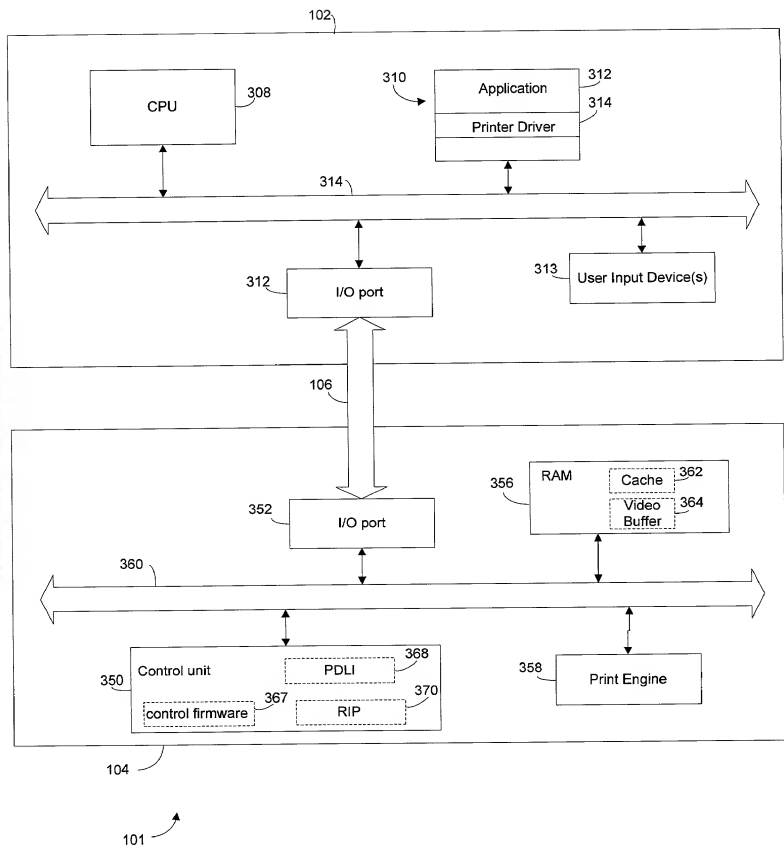 102
CPU
308
310
Application
312
Printer Driver
314
314
312
I/O port
313
User Input Device(s)
106
352
I/O port
356
RAM
Cache
362
Video
Buffer
364
360
350
Control unit
PDLI
368
control firmware
367
RIP
370
358
Print Engine
104
101